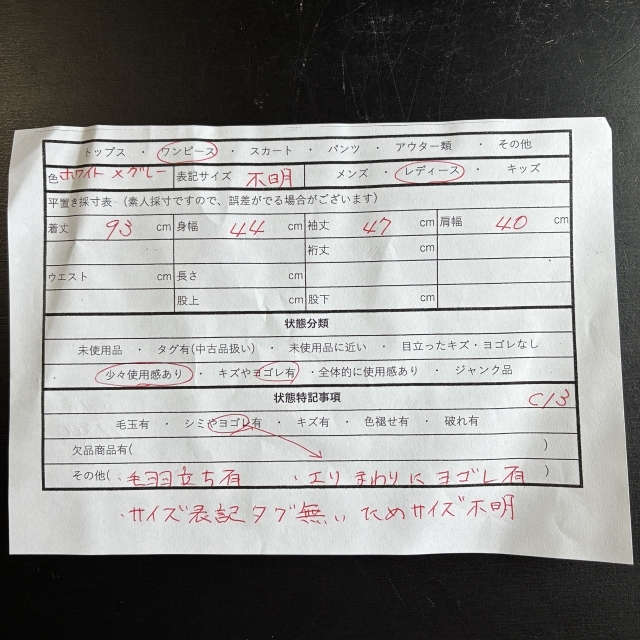 トップス ・ ワンピース ・ スカート ・ パンツ ・ アウター類 ・ その他
色 ホワイト×グレー 表記サイズ 不明 メンズ ・ レディース ・ キッズ
平置き採寸表 (素人採寸ですので、誤差がでる場合がございます)
着丈 93 cm 身幅 44 cm 袖丈 47 cm 肩幅 40 cm
裄丈 cm
ウエスト cm 長さ cm
股上 cm 股下 cm
状態分類
未使用品 ・ タグ有(中古品扱い) ・ 未使用品に近い ・ 目立ったキズ・ヨゴレなし
少々使用感あり ・ キズやヨゴレ有 ・全体的に使用感あり ・ ジャンク品
状態特記事項 C13
毛玉有 ・ シミやヨゴレ有 ・ キズ有 ・ 色褪せ有 ・ 破れ有
欠品商品有( )
その他( ・毛羽立ち有 ・エリまわりにヨゴレ有 )
・サイズ表記タグ無いためサイズ不明